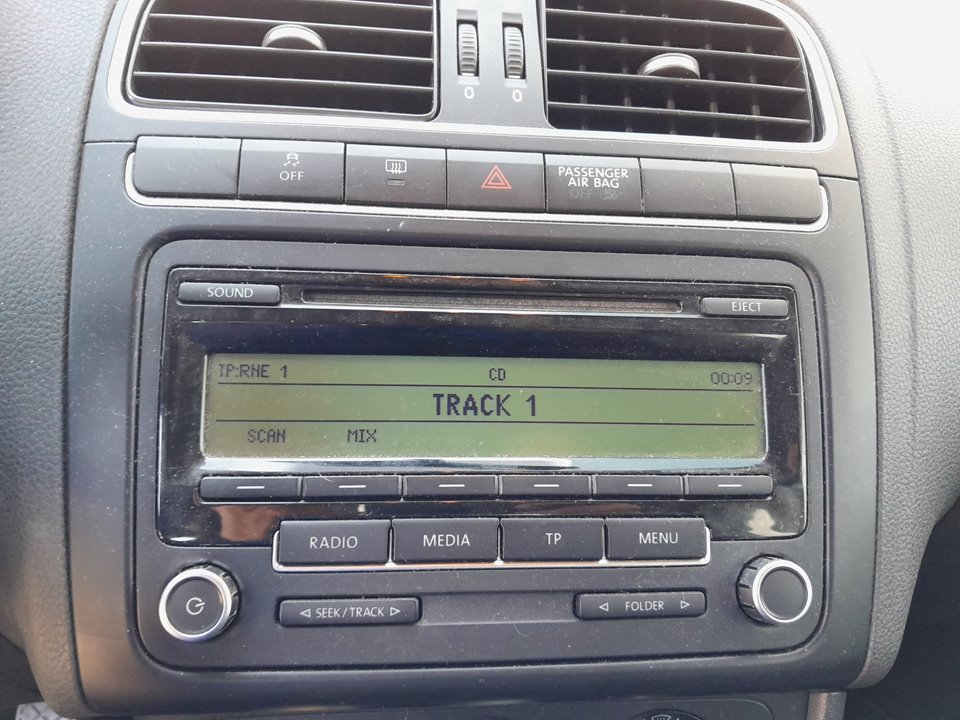 0 0
OFF
PASSENGER
AIR BAG
OFF
SOUND
EJECT
TP:RNE 1 CD 00:09
TRACK 1
SCAN MIX
RADIO MEDIA TP MENU
SEEK / TRACK
FOLDER